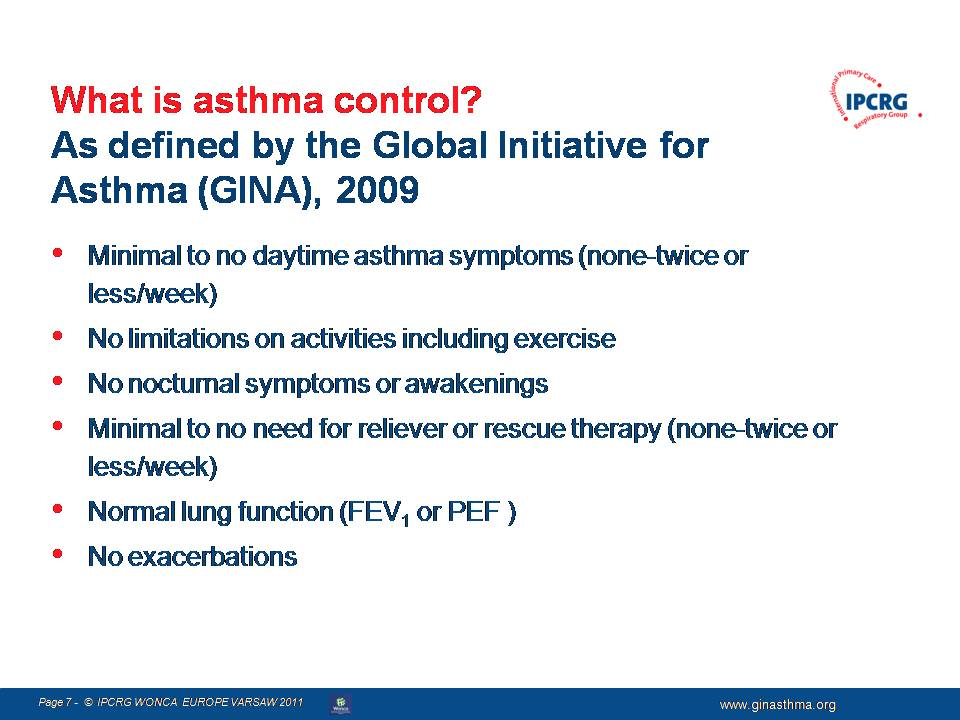 What is asthma control?
As defined by the Global Initiative for
Asthma (GINA), 2009
International Primary Care
IPCRG
Respiratory Group
• Minimal to no daytime asthma symptoms (none-twice or
less/week)
• No limitations on activities including exercise
• No nocturnal symptoms or awakenings
• Minimal to no need for reliever or rescue therapy (none-twice or
less/week)
• Normal lung function (FEV₁ or PEF )
• No exacerbations
Page 7 - © IPCRG WONCA EUROPE VARSAW 2011
Wonca
www.ginasthma.org